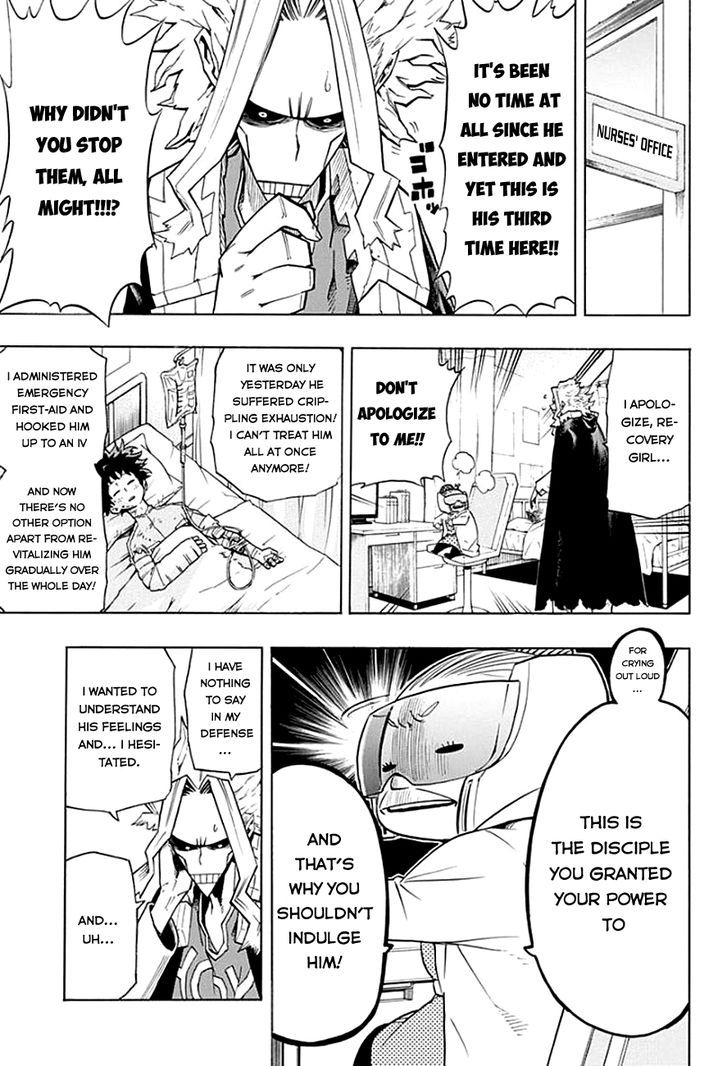 NURSES' OFFICE
IT'S BEEN
NO TIME AT
ALL SINCE HE
ENTERED AND
YET THIS IS
HIS THIRD
TIME HERE!!
ゴホッ
WHY DIDN'T
YOU STOP
THEM, ALL
MIGHT!!!!?
I APOLO-
GIZE, RE-
COVERY
GIRL...
DON'T
APOLOGIZE
TO ME!!
IT WAS ONLY
YESTERDAY HE
SUFFERED CRIP-
PLING EXHAUSTION!
I CAN'T TREAT HIM
ALL AT ONCE
ANYMORE!
I ADMINISTERED
EMERGENCY
FIRST-AID AND
HOOKED HIM
UP TO AN IV
AND NOW
THERE'S NO
OTHER OPTION
APART FROM RE-
VITALIZING HIM
GRADUALLY OVER
THE WHOLE DAY!
FOR
CRYING
OUT LOUD
...
THIS IS
THE DISCIPLE
YOU GRANTED
YOUR POWER
TO
AND
THAT'S
WHY YOU
SHOULDN'T
INDULGE
HIM!
I HAVE
NOTHING
TO SAY
IN MY
DEFENSE
...
I WANTED TO
UNDERSTAND
HIS FEELINGS
AND... I HESI-
TATED.
AND...
UH...